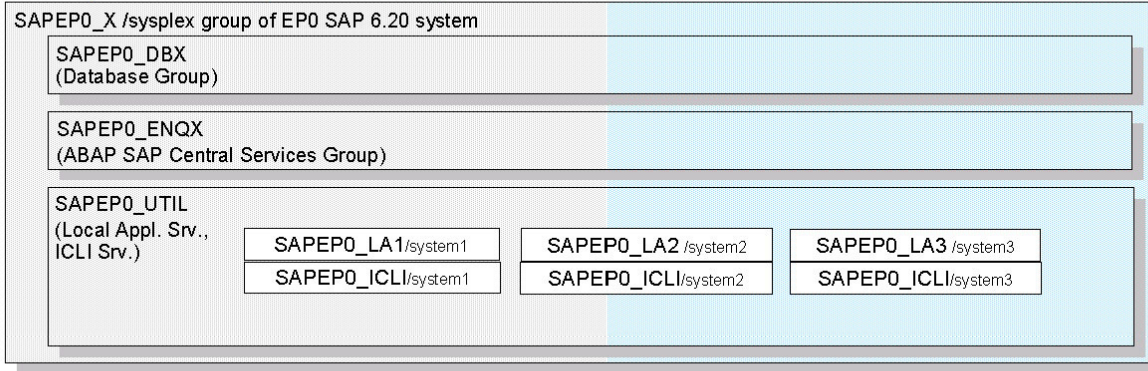 SAPEP0_X /sysplex group of EP0 SAP 6.20 system
SAPEP0_DBX
(Database Group)
SAPEP0_ENQX
(ABAP SAP Central Services Group)
SAPEP0_UTIL
(Local Appl. Srv.,
ICLI Srv.)
SAPEP0_LA1/system1
SAPEP0_LA2 /system2
SAPEP0_LA3 /system3
SAPEP0_ICLI/system1
SAPEP0_ICLI/system2
SAPEP0_ICLI/system3